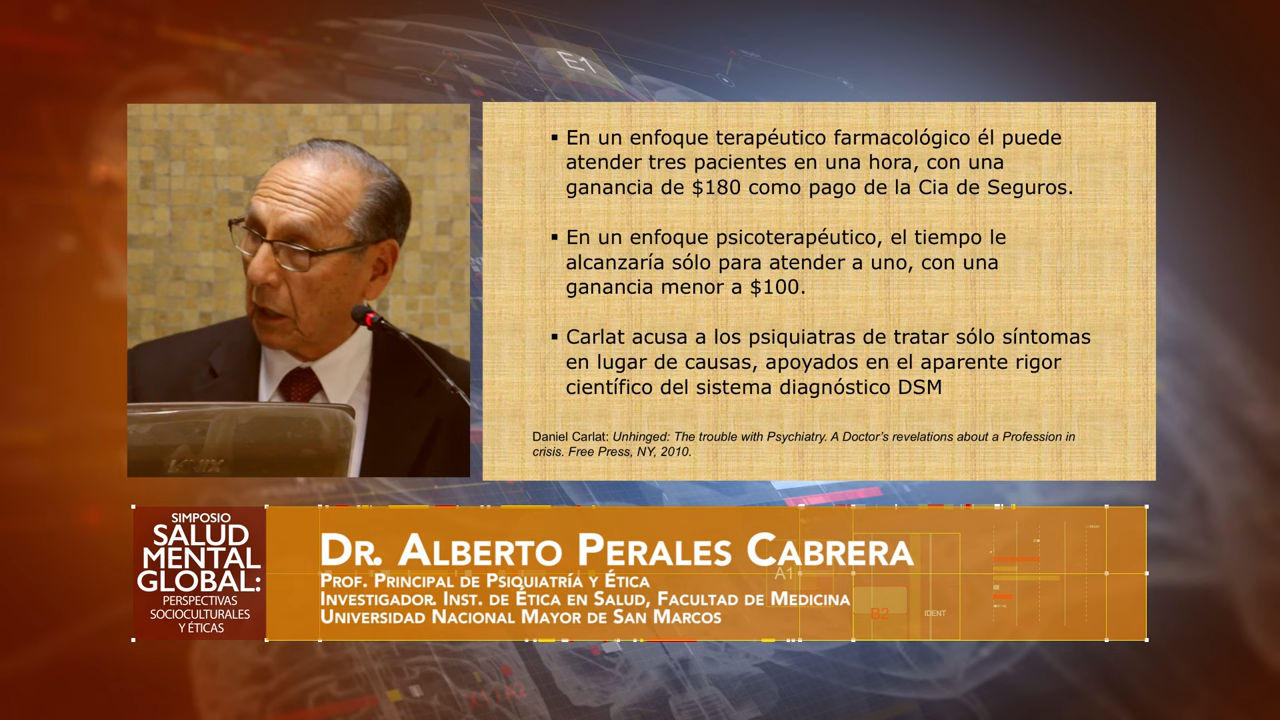 E1
▪ En un enfoque terapéutico farmacológico él puede
atender tres pacientes en una hora, con una
ganancia de $180 como pago de la Cia de Seguros.
▪ En un enfoque psicoterapéutico, el tiempo le
alcanzaría sólo para atender a uno, con una
ganancia menor a $100.
▪ Carlat acusa a los psiquiatras de tratar sólo síntomas
en lugar de causas, apoyados en el aparente rigor
científico del sistema diagnóstico DSM
Daniel Carlat: Unhinged: The trouble with Psychiatry. A Doctor's revelations about a Profession in
crisis. Free Press, NY, 2010.
SIMPOSIO
SALUD
MENTAL
GLOBAL:
PERSPECTIVAS
SOCIOCULTURALES
Y ÉTICAS
DR. ALBERTO PERALES CABRERA
PROF. PRINCIPAL DE PSIQUIATRÍA Y ÉTICA
INVESTIGADOR. INST. DE ÉTICA EN SALUD, FACULTAD DE MEDICINA
UNIVERSIDAD NACIONAL MAYOR DE SAN MARCOS
A1
B2
IDENT